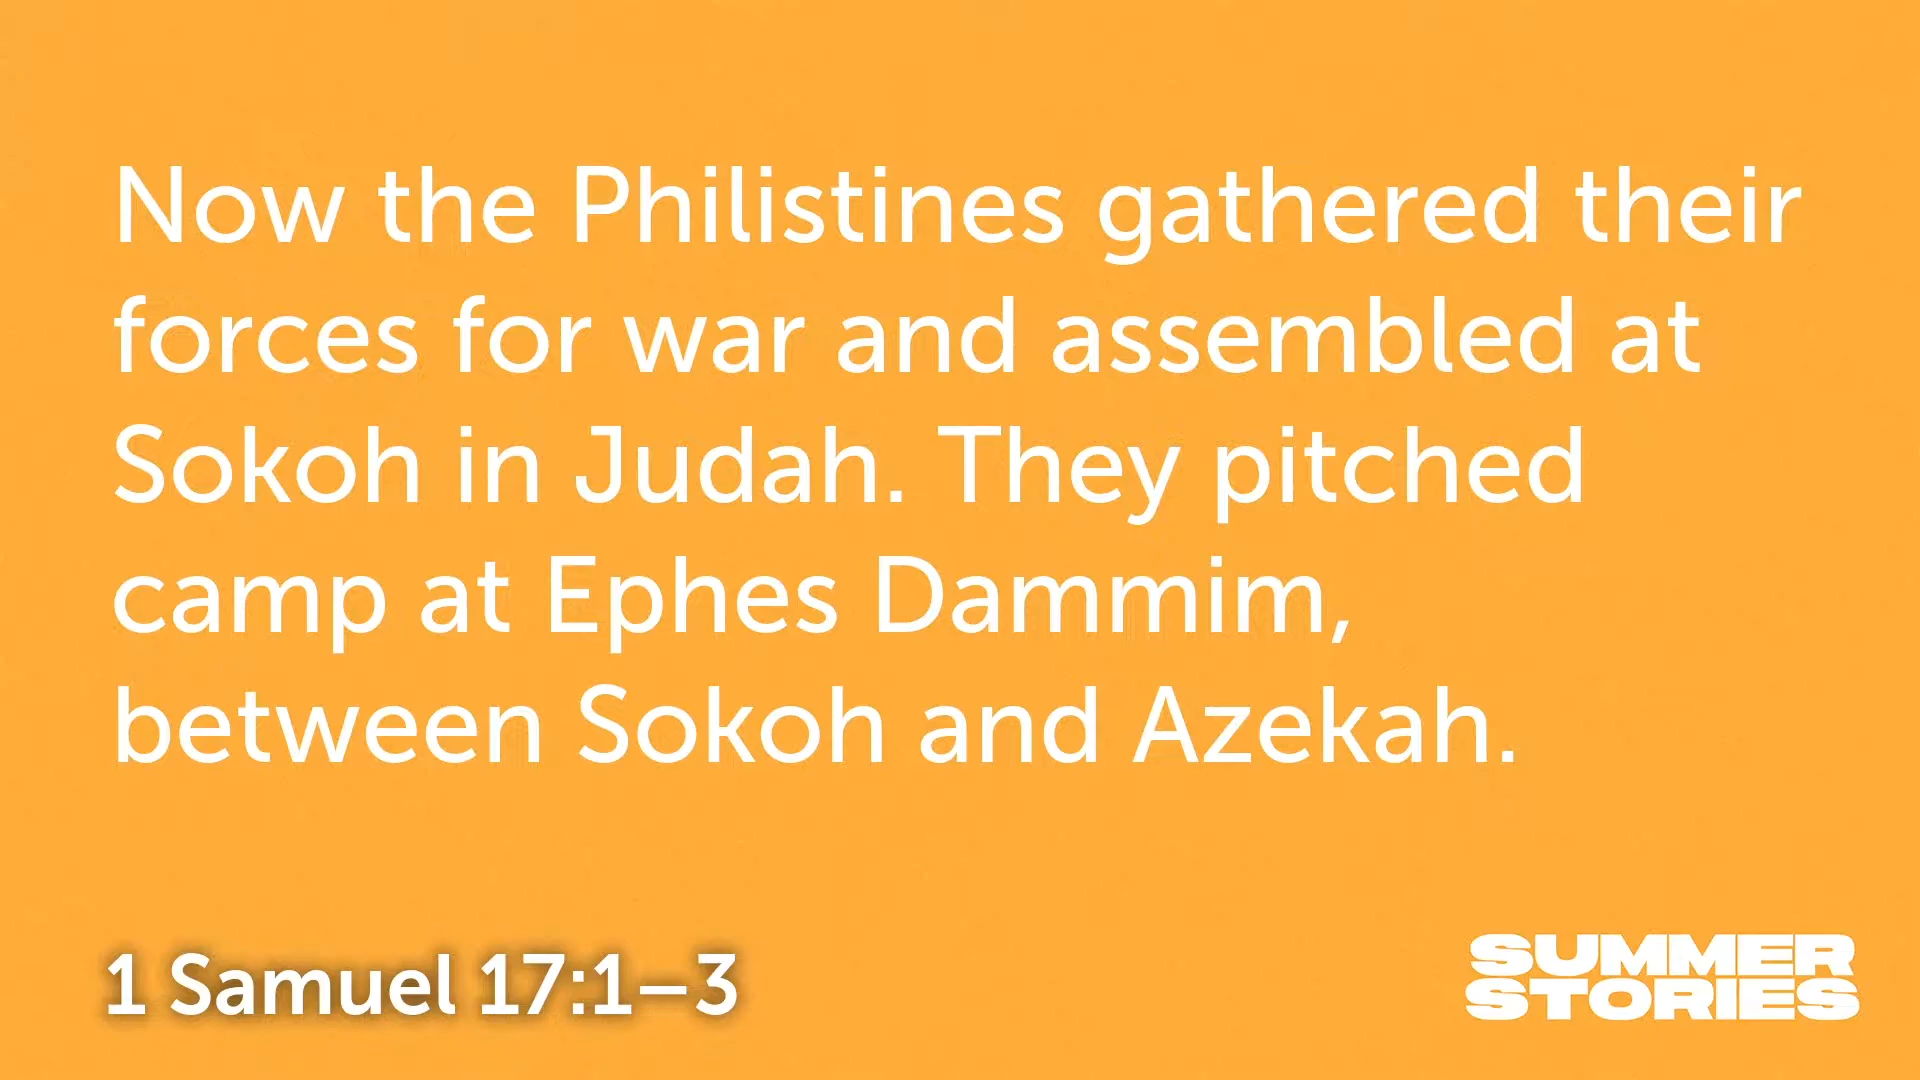 Now the Philistines gathered their
forces for war and assembled at
Sokoh in Judah. They pitched
camp at Ephes Dammim,
between Sokoh and Azekah.
1 Samuel 17:1–3
SUMMER
STORIES